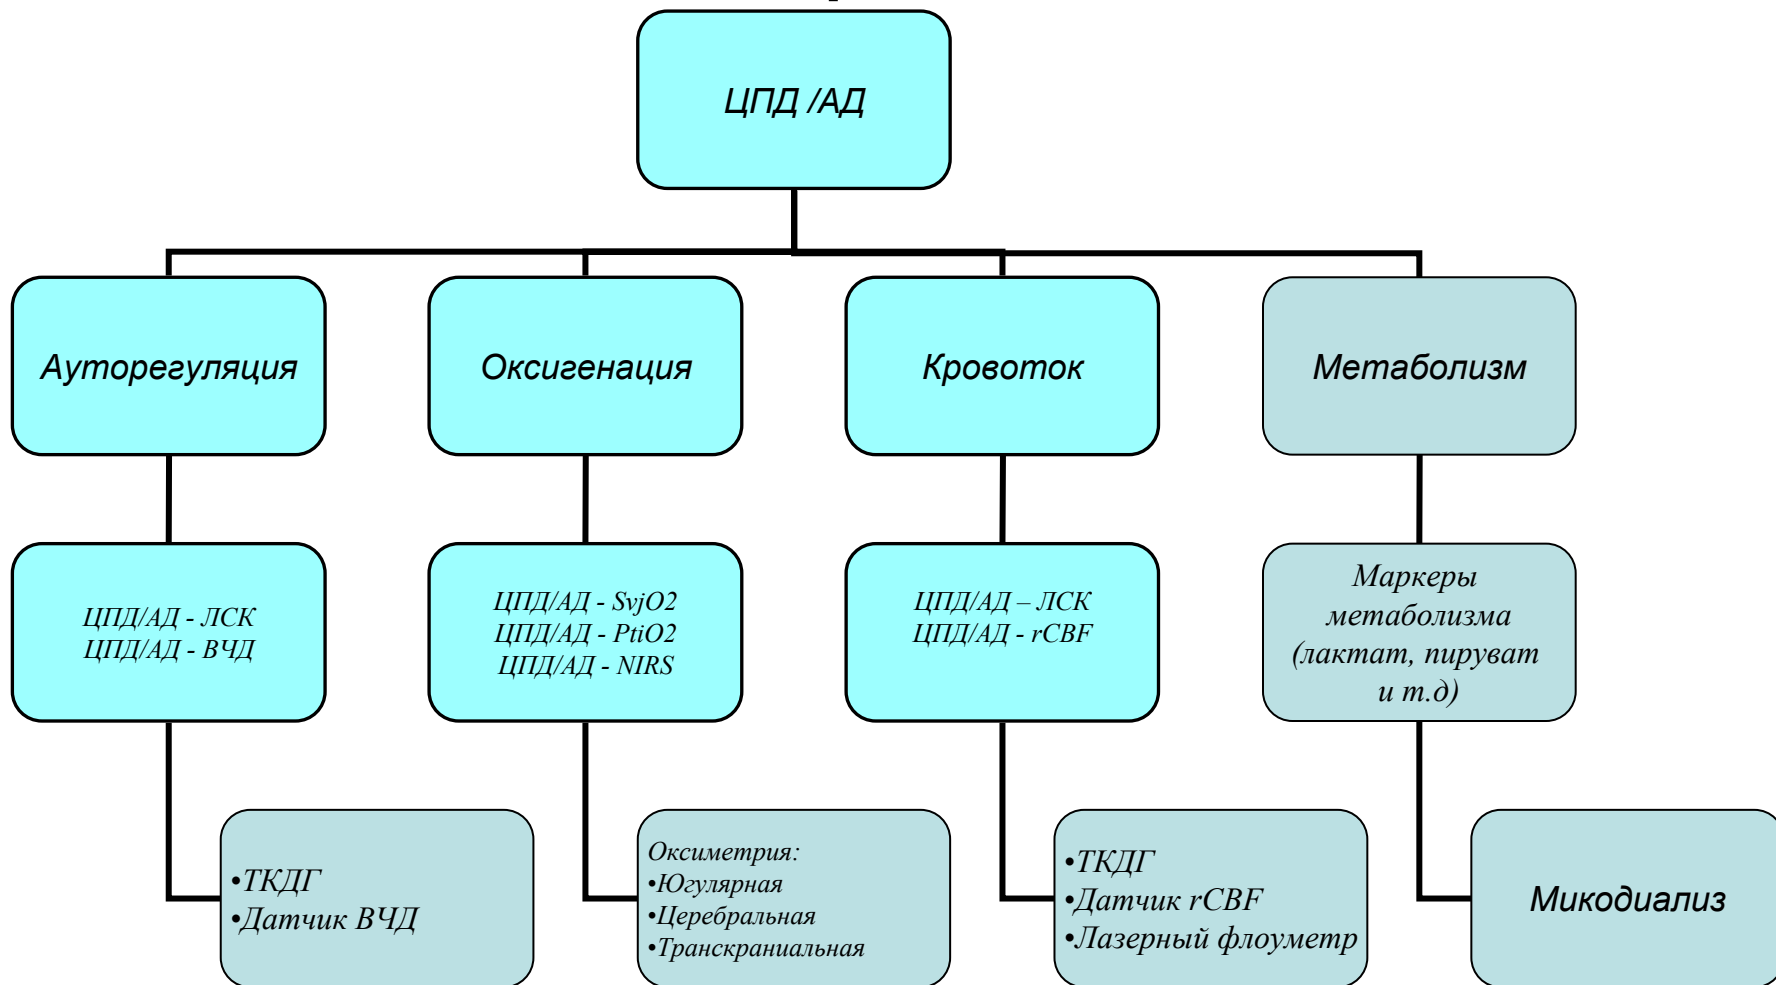 ЦПД /АД
Ауторегуляция
Оксигенация
Кровоток
Метаболизм
ЦПД/АД - ЛСК
ЦПД/АД - ВЧД
ЦПД/АД - SvjO2
ЦПД/АД - PtiO2
ЦПД/АД - NIRS
ЦПД/АД – ЛСК
ЦПД/АД - rCBF
Маркеры
метаболизма
(лактат, пируват
и т.д)
•ТКДГ
•Датчик ВЧД
Оксиметрия:
•Югулярная
•Церебральная
•Транскраниальная
•ТКДГ
•Датчик rCBF
•Лазерный флоуметр
Микодиализ